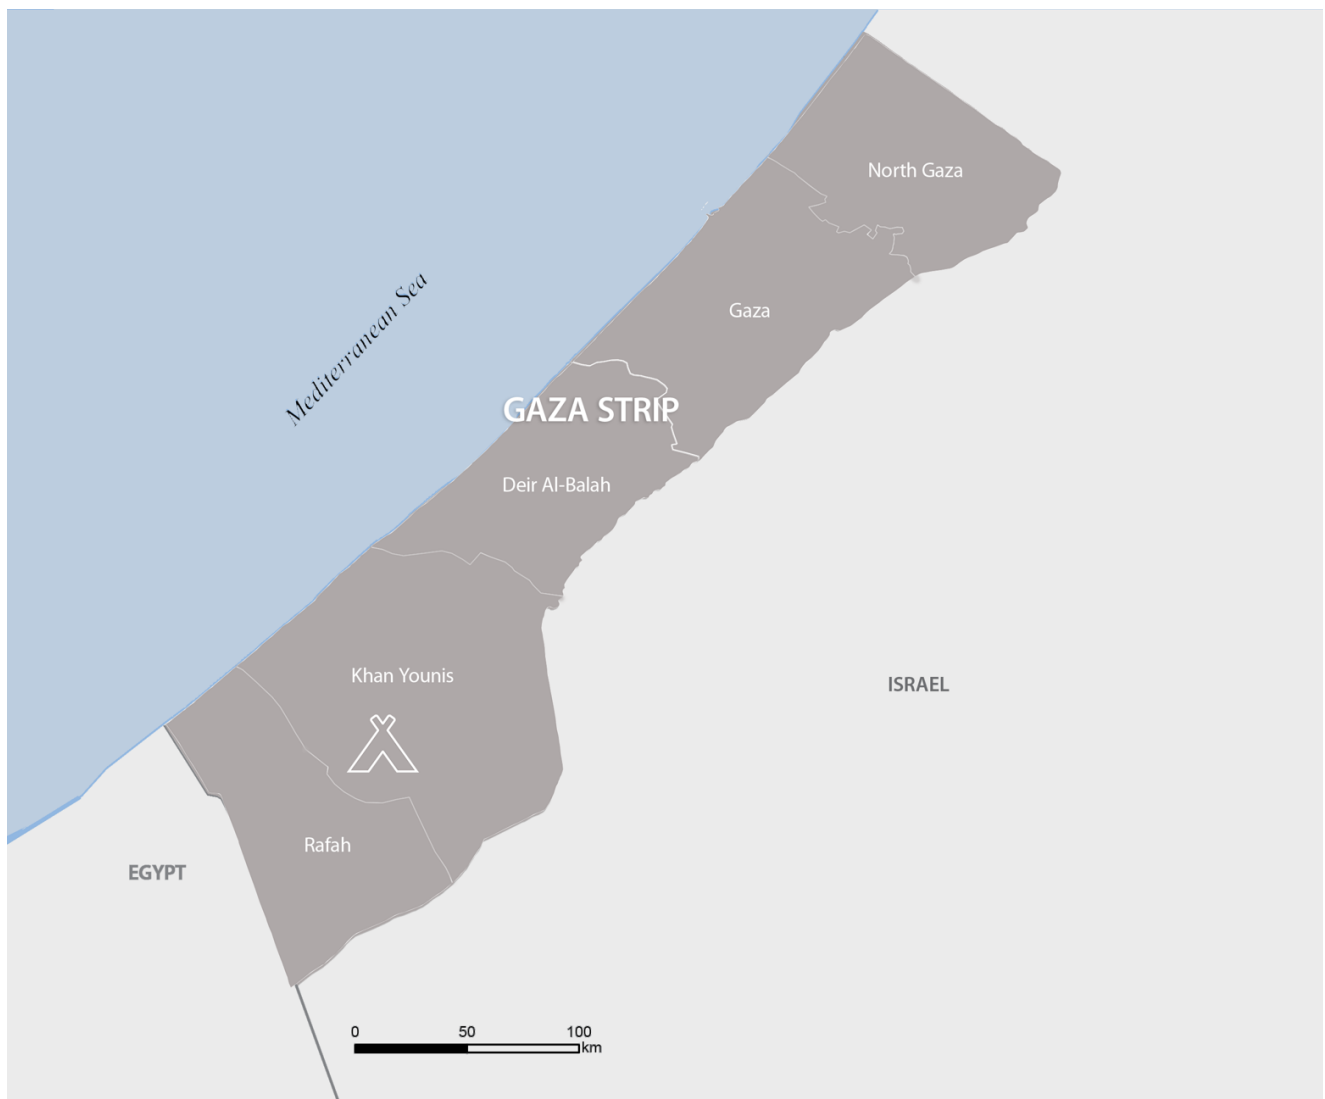 North Gaza
Gaza
Mediterranean Sea
GAZA STRIP
Deir Al-Balah
Khan Younis
ISRAEL
Rafah
EGYPT
0 50 100
km